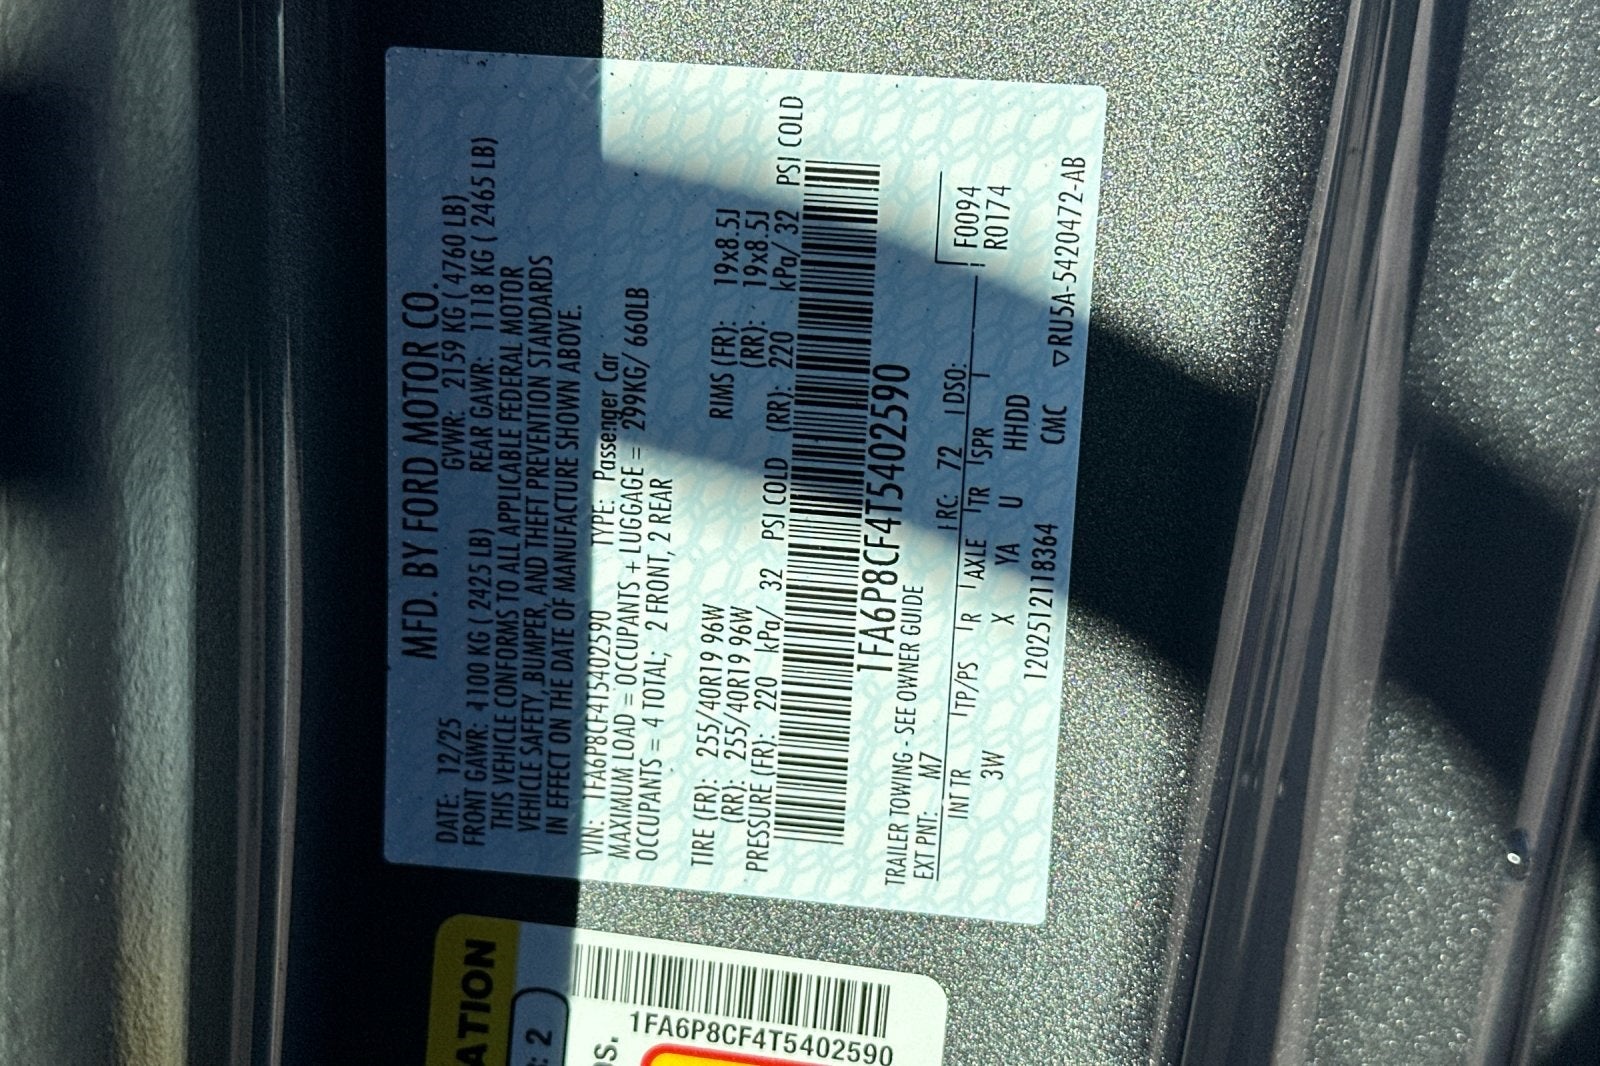 MFD. BY FORD MOTOR CO.
DATE: 12/25 GVWR: 2159 KG ( 4760 LB)
FRONT GAWR: 1100 KG ( 2425 LB) REAR GAWR: 1118 KG ( 2465 LB)
THIS VEHICLE CONFORMS TO ALL APPLICABLE FEDERAL MOTOR
VEHICLE SAFETY, BUMPER, AND THEFT PREVENTION STANDARDS
IN EFFECT ON THE DATE OF MANUFACTURE SHOWN ABOVE.
VIN: 1FA6P8CF4T5402590 TYPE: Passenger Car
MAXIMUM LOAD = OCCUPANTS + LUGGAGE = 299KG/ 660LB
OCCUPANTS = 4 TOTAL; 2 FRONT, 2 REAR
TIRE (FR): 255/40R19 96W RIMS (FR): 19x8.5J
(RR): 255/40R19 96W (RR): 19x8.5J
PRESSURE (FR): 220 kPa/ 32 PSI COLD (RR): 220 kPa/ 32 PSI COLD
1FA6P8CF4T5402590
TRAILER TOWING - SEE OWNER GUIDE
EXT PNT: M7 RC: 72 DSO: F0094
INT TR TP/PS R AXLE TR SPR R0174
3W X YA U HHDD
1202512118364 CMC ▽RU5A-5420472-AB
ATION
: 2
OS.
1FA6P8CF4T5402590